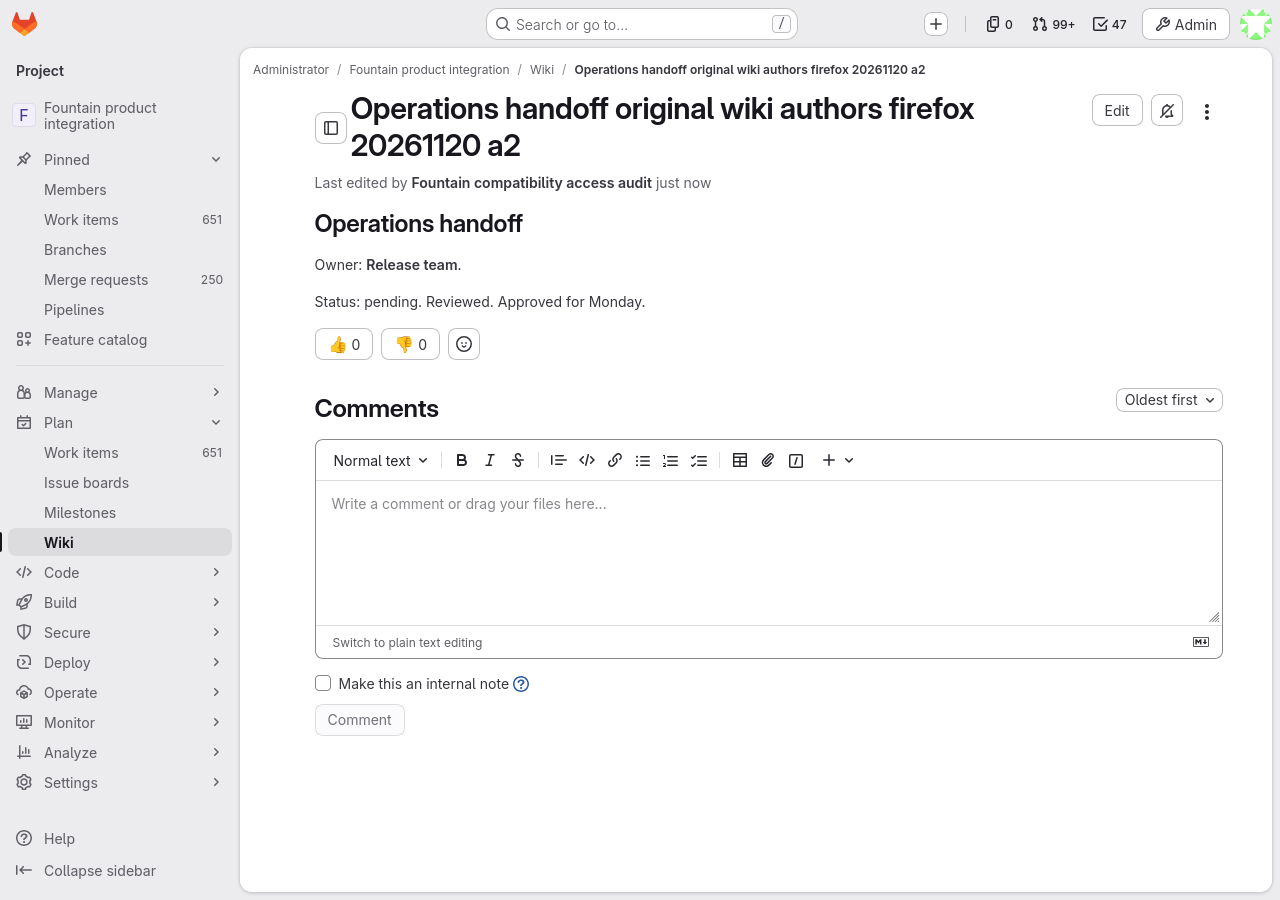 Search or go to...
/
0
99+
47
Admin
Project
F
Fountain product
integration
Pinned
Members
Work items
651
Branches
Merge requests
250
Pipelines
Feature catalog
Manage
Plan
Work items
651
Issue boards
Milestones
Wiki
Code
Build
Secure
Deploy
Operate
Monitor
Analyze
Settings
Help
Collapse sidebar
Administrator / Fountain product integration / Wiki / Operations handoff original wiki authors firefox 20261120 a2
Operations handoff original wiki authors firefox
20261120 a2
Edit
Last edited by Fountain compatibility access audit just now
Operations handoff
Owner: Release team.
Status: pending. Reviewed. Approved for Monday.
👍 0
👎 0
Comments
Oldest first
Normal text
Write a comment or drag your files here...
Switch to plain text editing
Make this an internal note
Comment